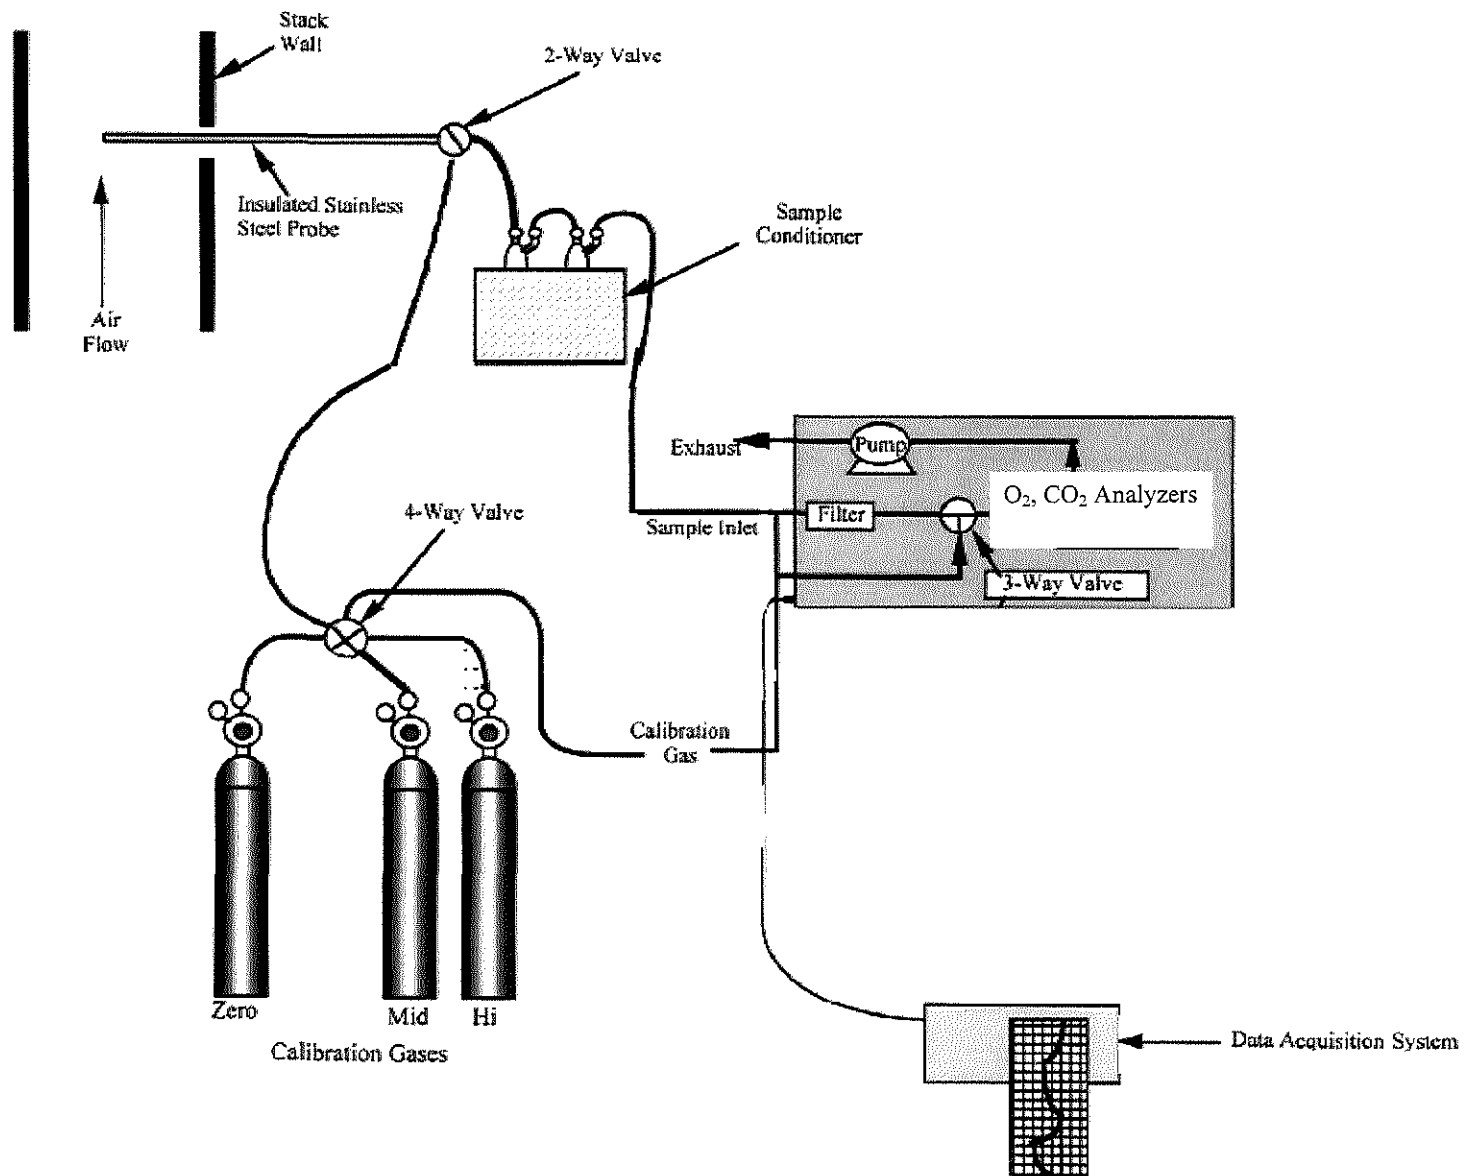 Stack
Wall
2-Way Valve
Insulated Stainless
Steel Probe
Sample
Conditioner
Air
Flow
Exhaust
Pump
O₂, CO₂ Analyzers
4-Way Valve
Sample Inlet
Filter
3-Way Valve
Calibration
Gas
Zero
Mid
Hi
Calibration Gases
Data Acquisition System